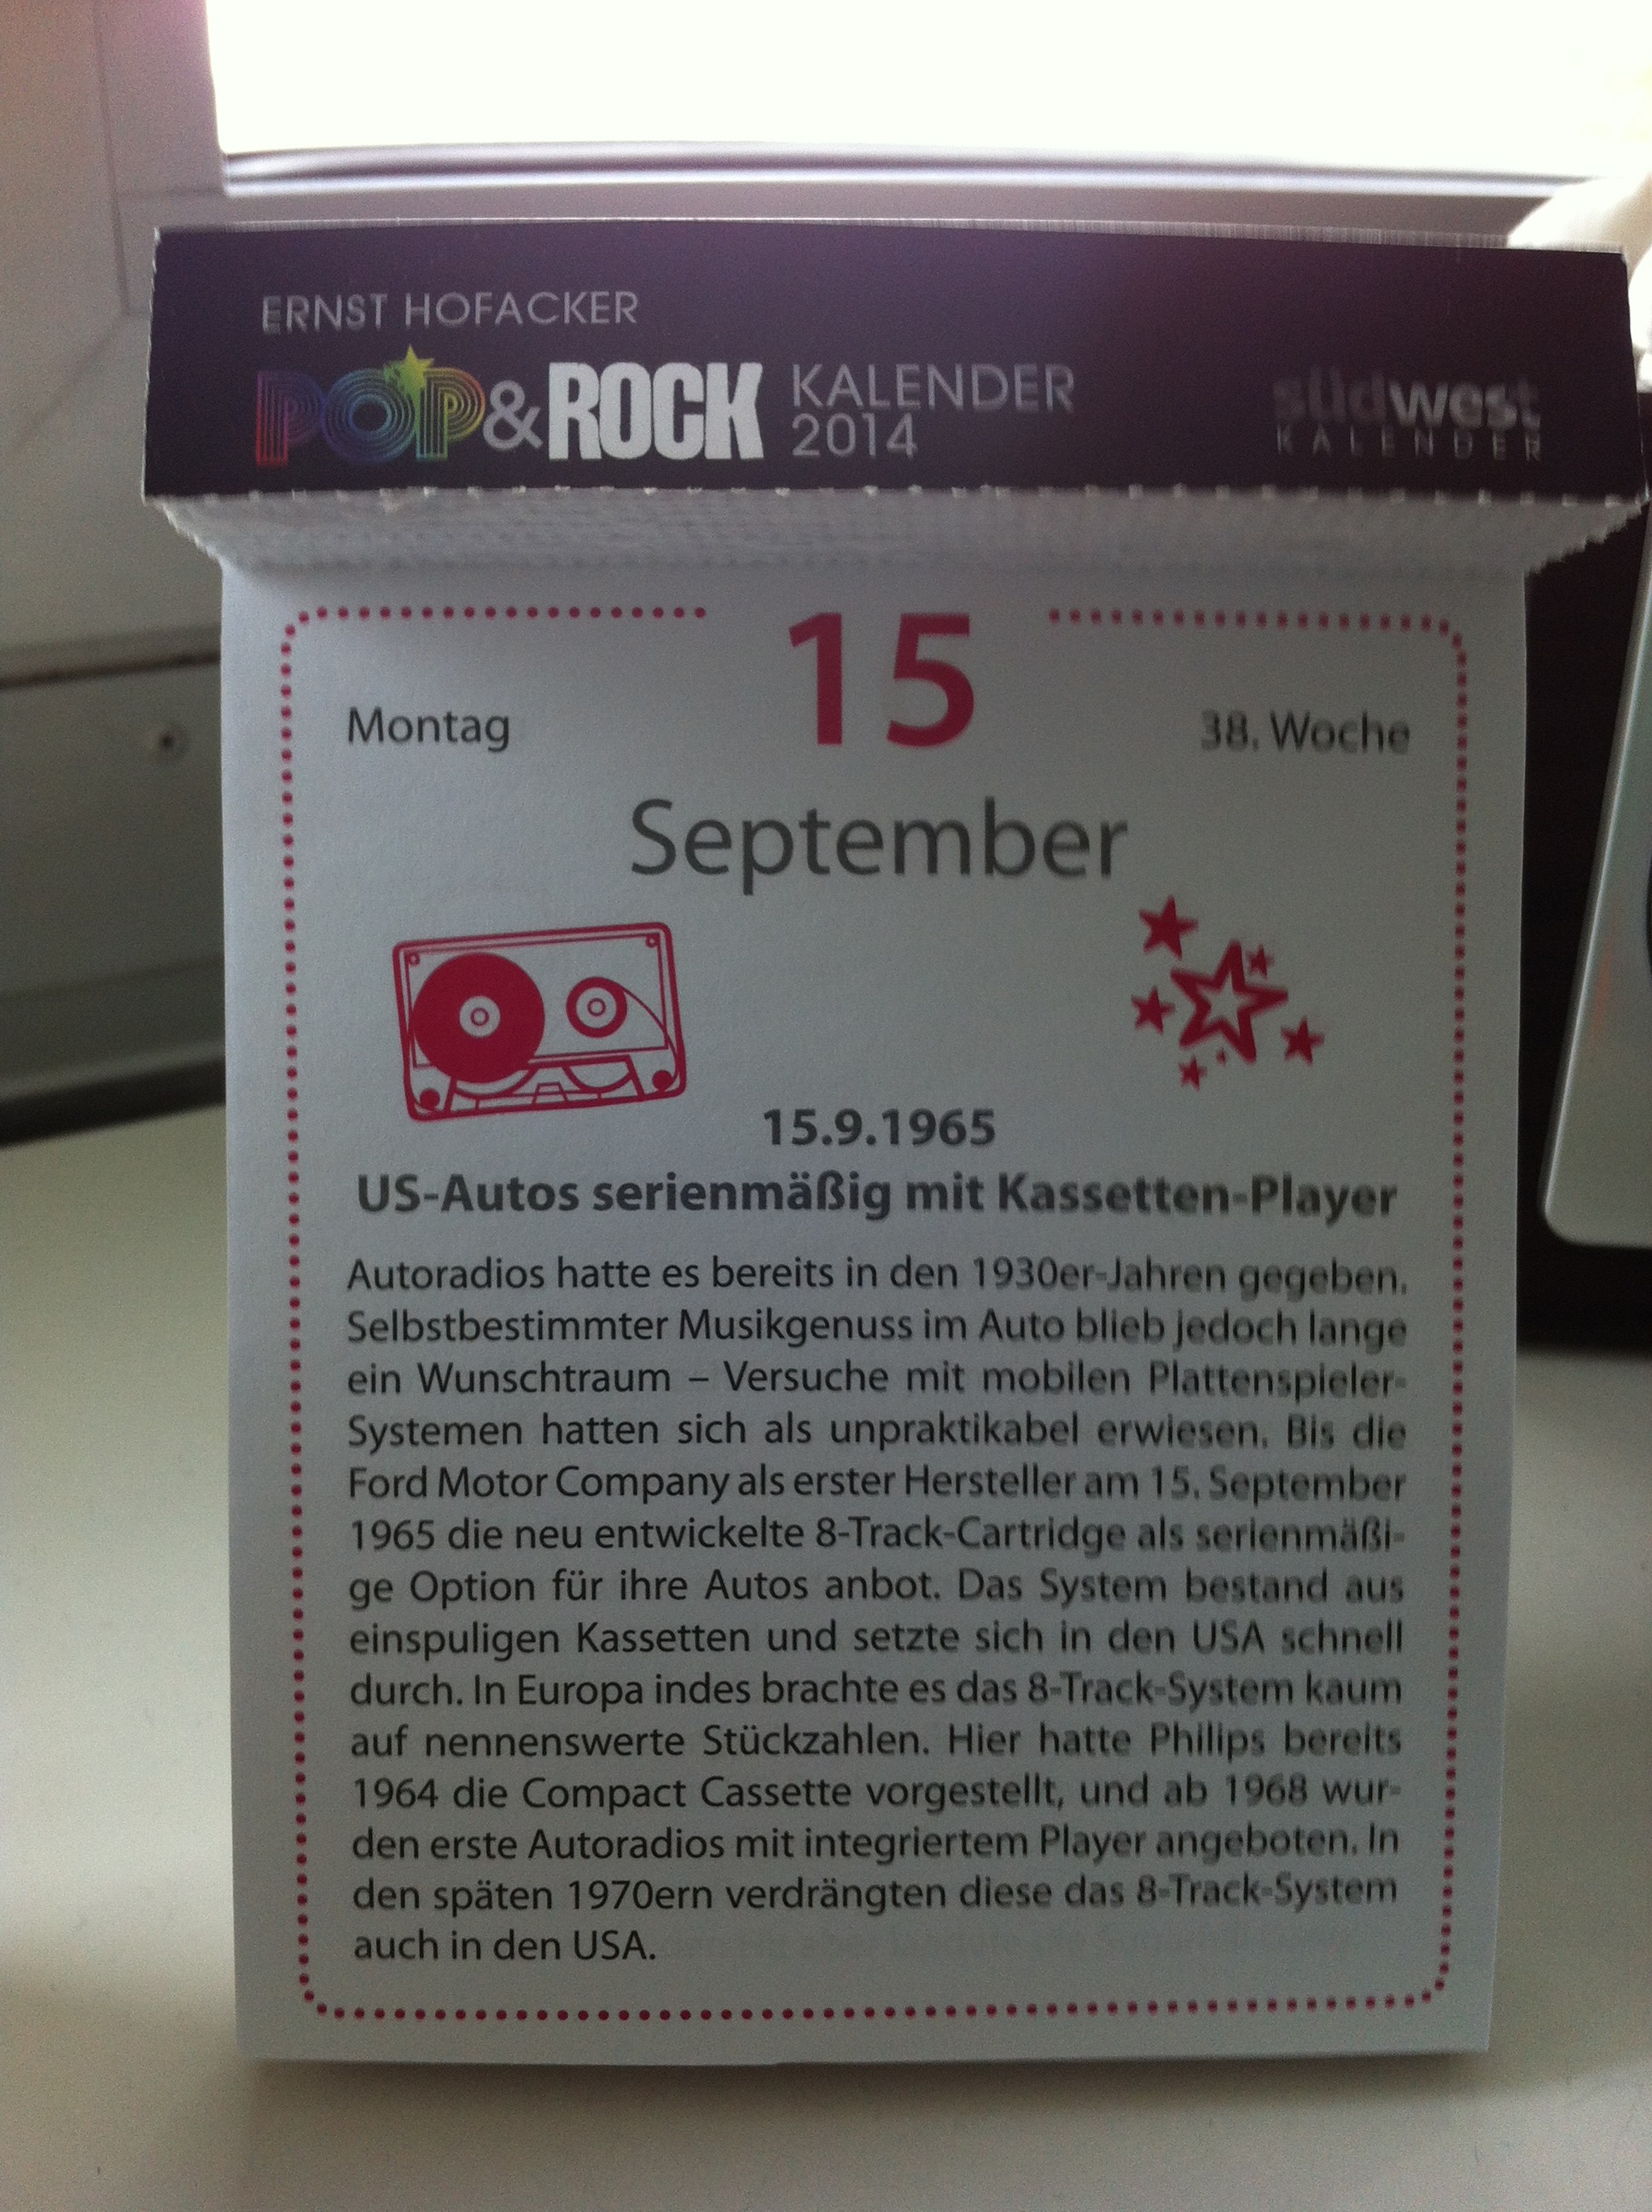 ERNST HOFACKER
POP&ROCK KALENDER 2014
südwest
KALENDER
15
Montag
38. Woche
September
15.9.1965
US-Autos serienmäßig mit Kassetten-Player
Autoradios hatte es bereits in den 1930er-Jahren gegeben.
Selbstbestimmter Musikgenuss im Auto blieb jedoch lange
ein Wunschtraum – Versuche mit mobilen Plattenspieler-
Systemen hatten sich als unpraktikabel erwiesen. Bis die
Ford Motor Company als erster Hersteller am 15. September
1965 die neu entwickelte 8-Track-Cartridge als serienmäßi-
ge Option für ihre Autos anbot. Das System bestand aus
einspuligen Kassetten und setzte sich in den USA schnell
durch. In Europa indes brachte es das 8-Track-System kaum
auf nennenswerte Stückzahlen. Hier hatte Philips bereits
1964 die Compact Cassette vorgestellt, und ab 1968 wur-
den erste Autoradios mit integriertem Player angeboten. In
den späten 1970ern verdrängten diese das 8-Track-System
auch in den USA.